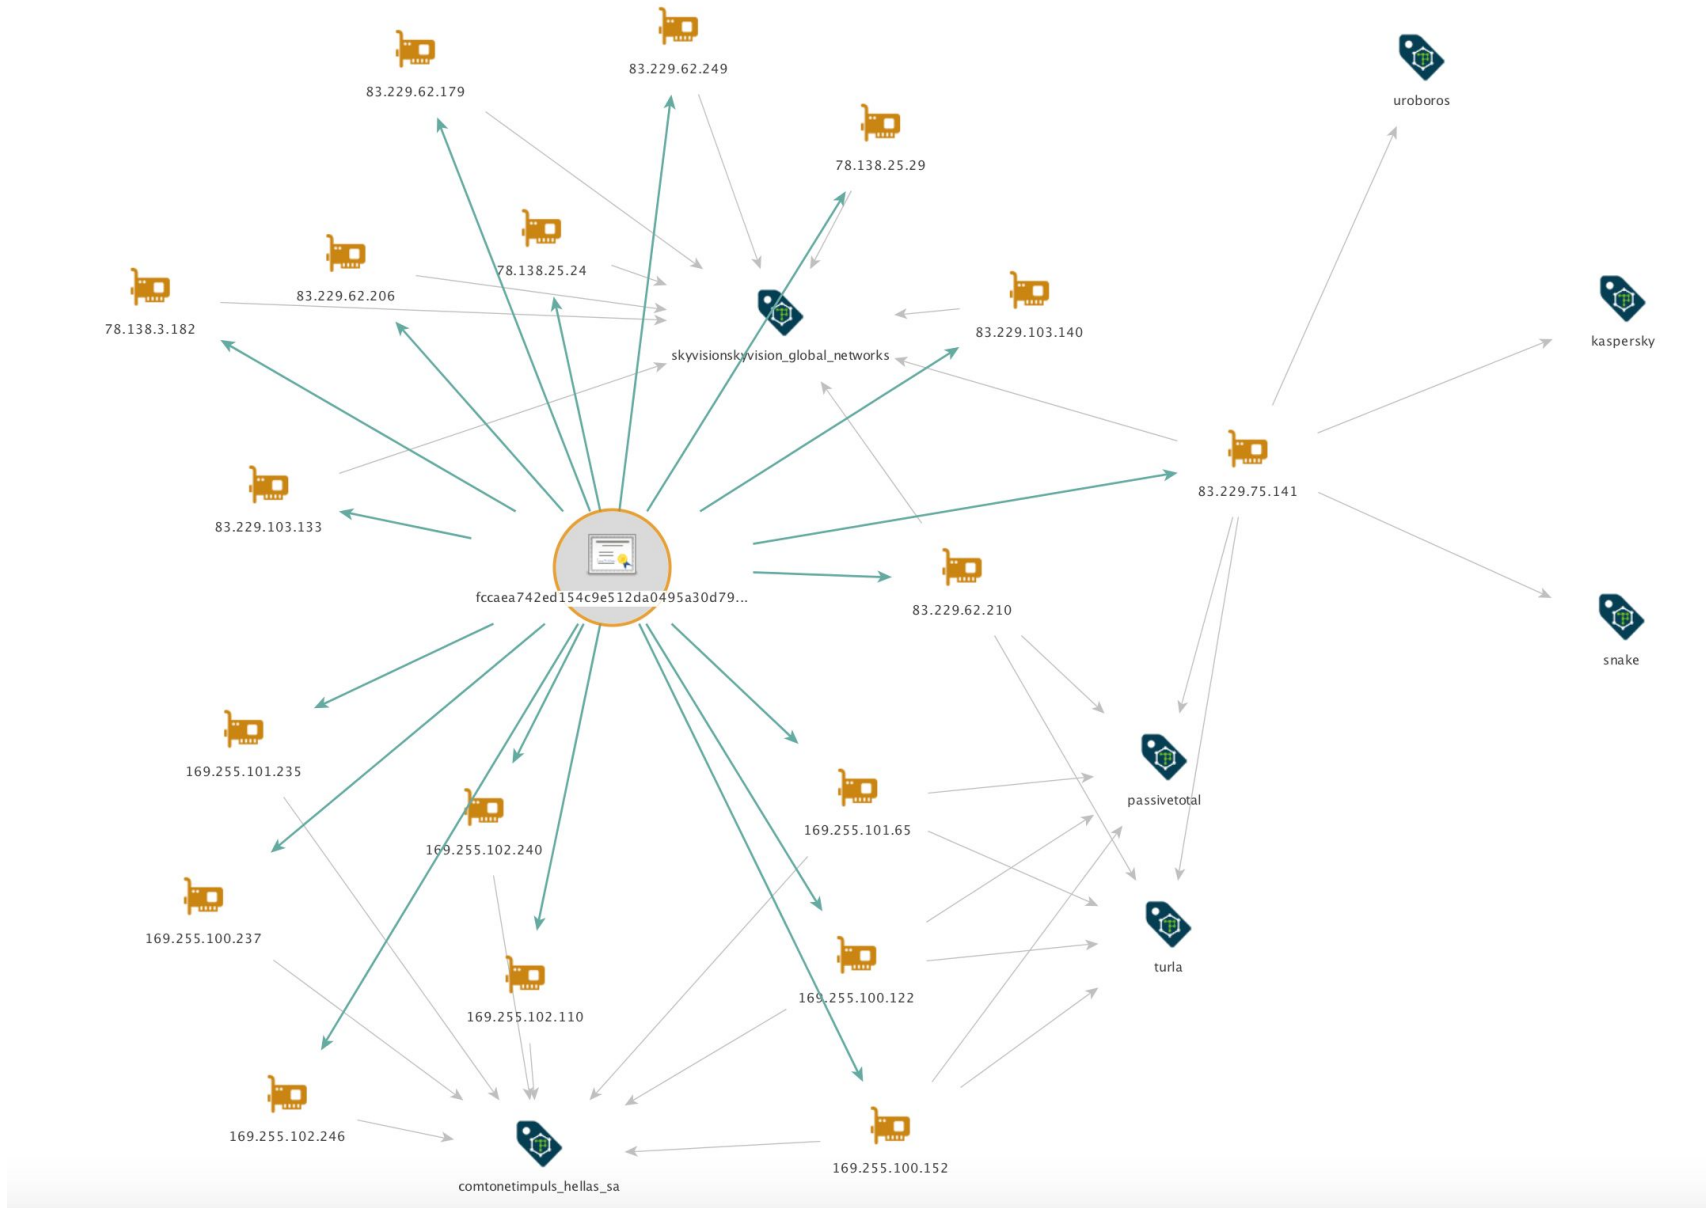 83.229.62.249
83.229.62.179
uroboros
78.138.25.29
78.138.25.24
83.229.62.206
78.138.3.182
83.229.103.140
kaspersky
skyvisionskyvision_global_networks
83.229.75.141
83.229.103.133
fccaea742ed154c9e512da0495a30d79...
83.229.62.210
snake
169.255.101.235
passivetotal
169.255.101.65
169.255.102.240
169.255.100.237
turla
169.255.100.122
169.255.102.110
169.255.102.246
169.255.100.152
comtonetimpuls_hellas_sa